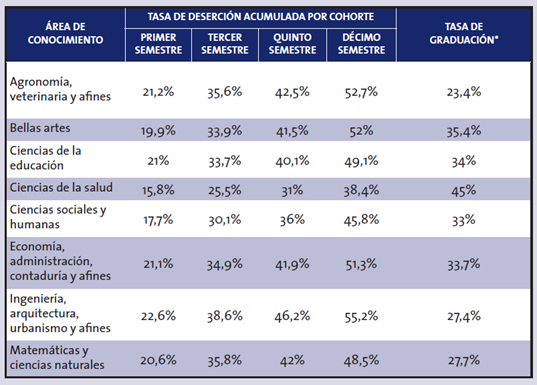 ÁREA DE CONOCIMIENTO | TASA DE DESERCIÓN ACUMULADA POR COHORTE | TASA DE GRADUACIÓN*
PRIMER SEMESTRE | TERCER SEMESTRE | QUINTO SEMESTRE | DÉCIMO SEMESTRE
Agronomía, veterinaria y afines | 21,2% | 35,6% | 42,5% | 52,7% | 23,4%
Bellas artes | 19,9% | 33,9% | 41,5% | 52% | 35,4%
Ciencias de la educación | 21% | 33,7% | 40,1% | 49,1% | 34%
Ciencias de la salud | 15,8% | 25,5% | 31% | 38,4% | 45%
Ciencias sociales y humanas | 17,7% | 30,1% | 36% | 45,8% | 33%
Economía, administración, contaduría y afines | 21,1% | 34,9% | 41,9% | 51,3% | 33,7%
Ingeniería, arquitectura, urbanismo y afines | 22,6% | 38,6% | 46,2% | 55,2% | 27,4%
Matemáticas y ciencias naturales | 20,6% | 35,8% | 42% | 48,5% | 27,7%